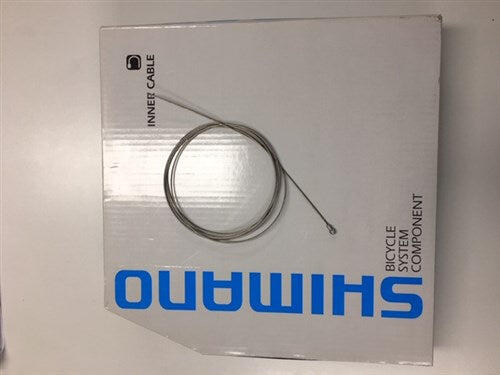 INNER CABLE
SHIMANO
BICYCLE
SYSTEM
COMPONENT